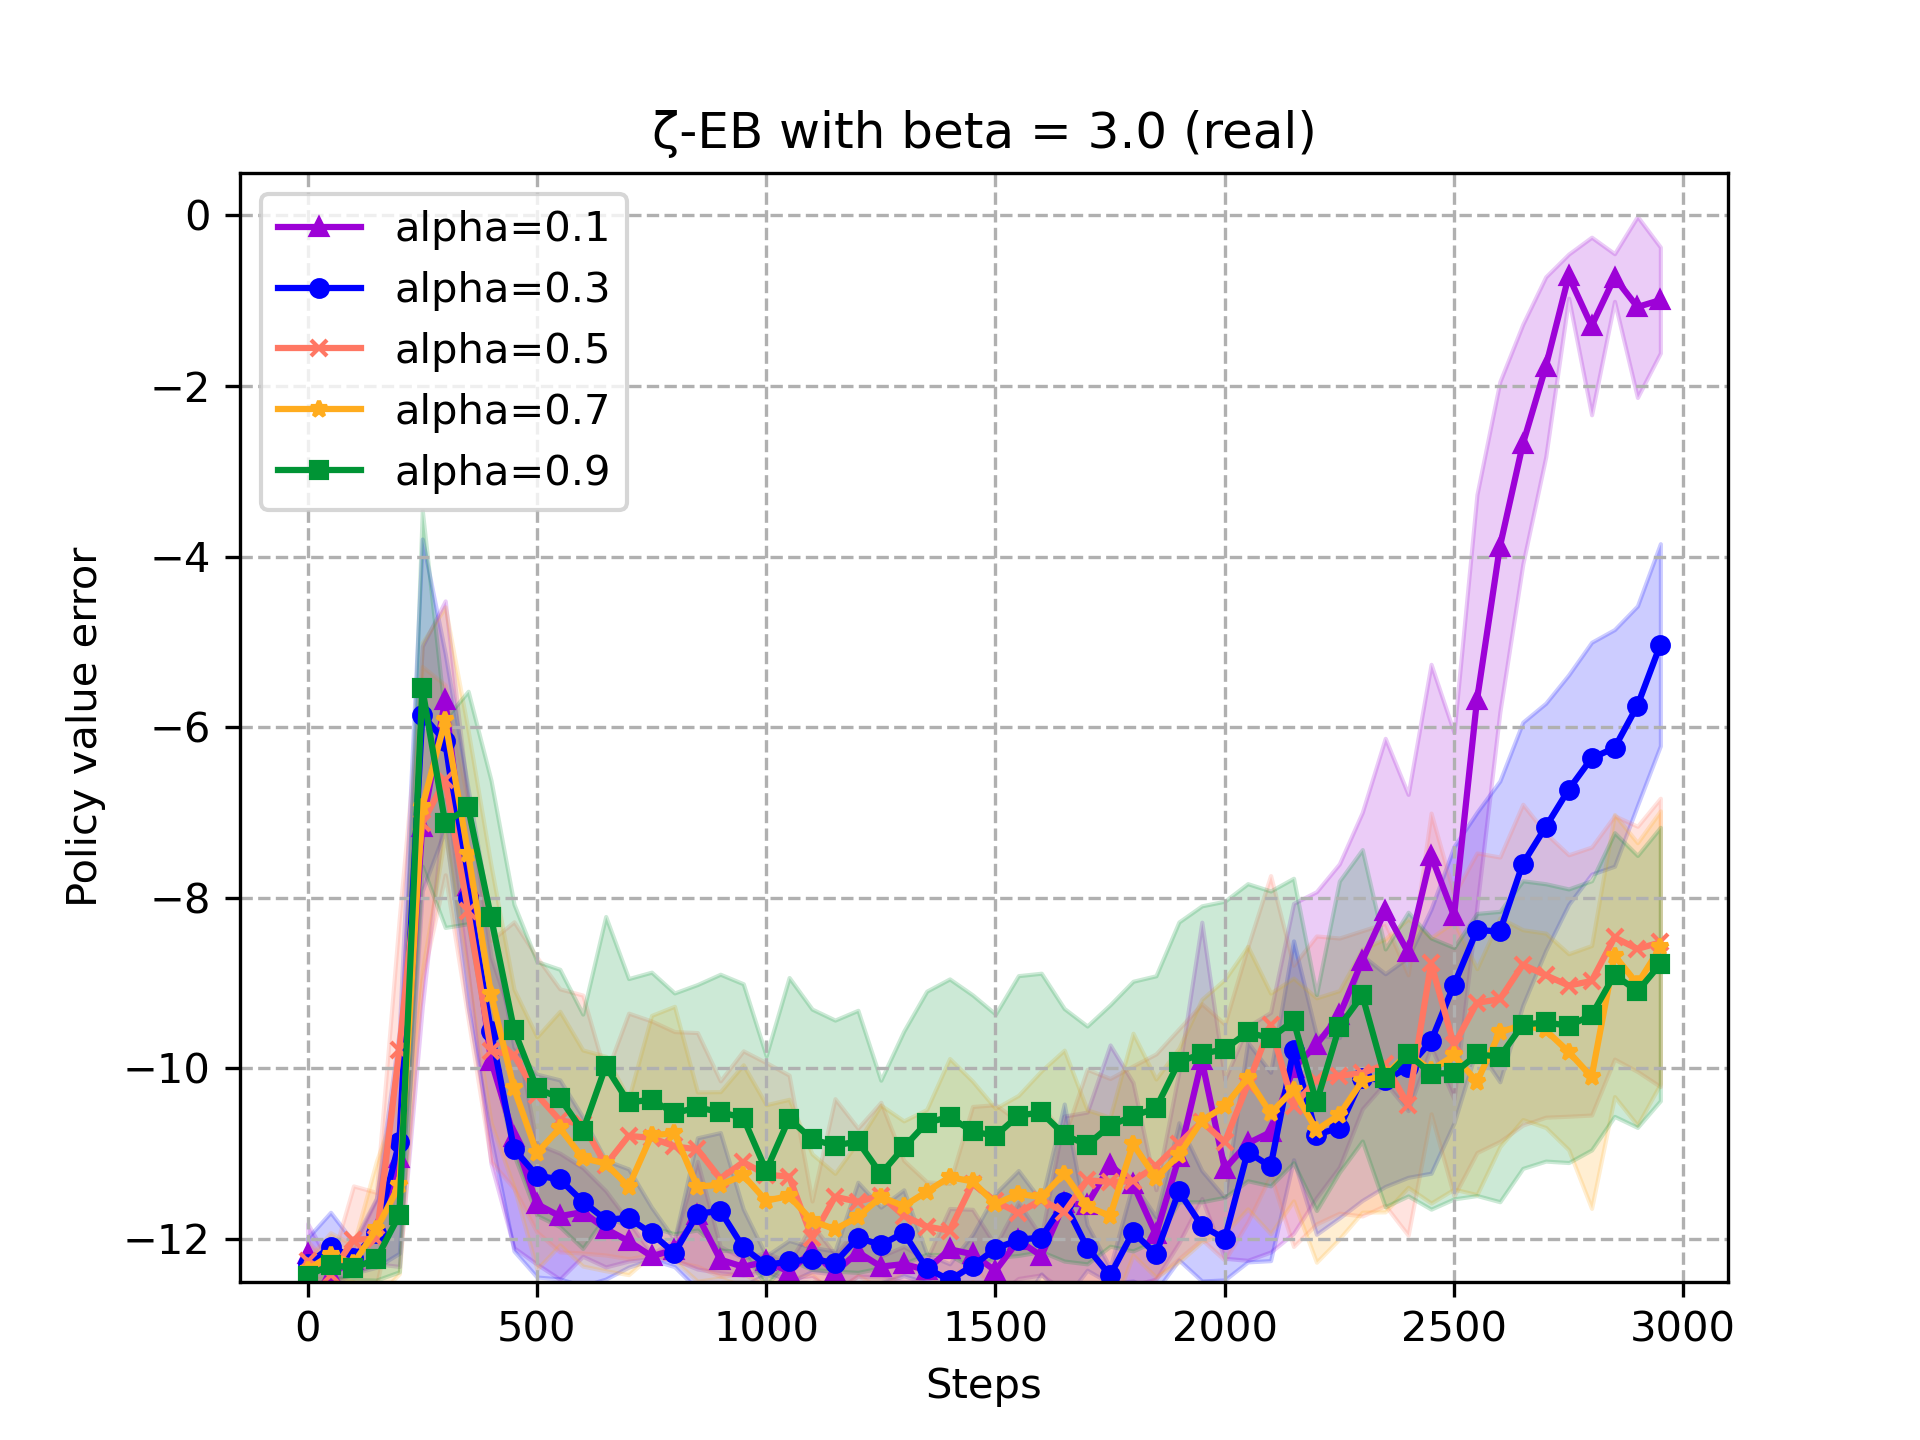 ζ-EB with beta = 3.0 (real)
alpha=0.1
alpha=0.3
alpha=0.5
alpha=0.7
alpha=0.9
Policy value error
0
−2
−4
−6
−8
−10
−12
0 500 1000 1500 2000 2500 3000
Steps